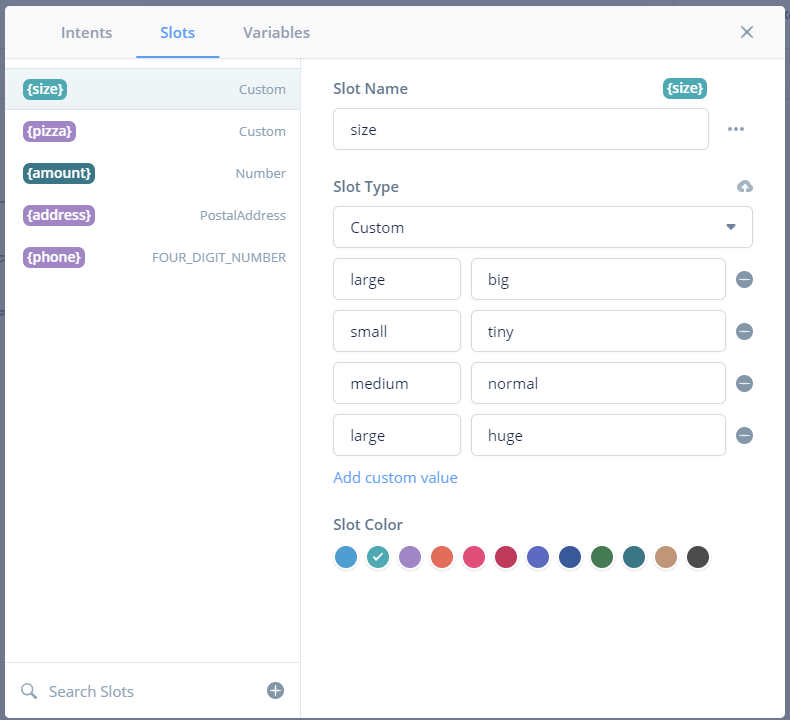 Intents Slots Variables
{size} Custom
{pizza} Custom
{amount} Number
{address} PostalAddress
{phone} FOUR_DIGIT_NUMBER
Search Slots
Slot Name {size}
size
Slot Type
Custom
large big
small tiny
medium normal
large huge
Add custom value
Slot Color